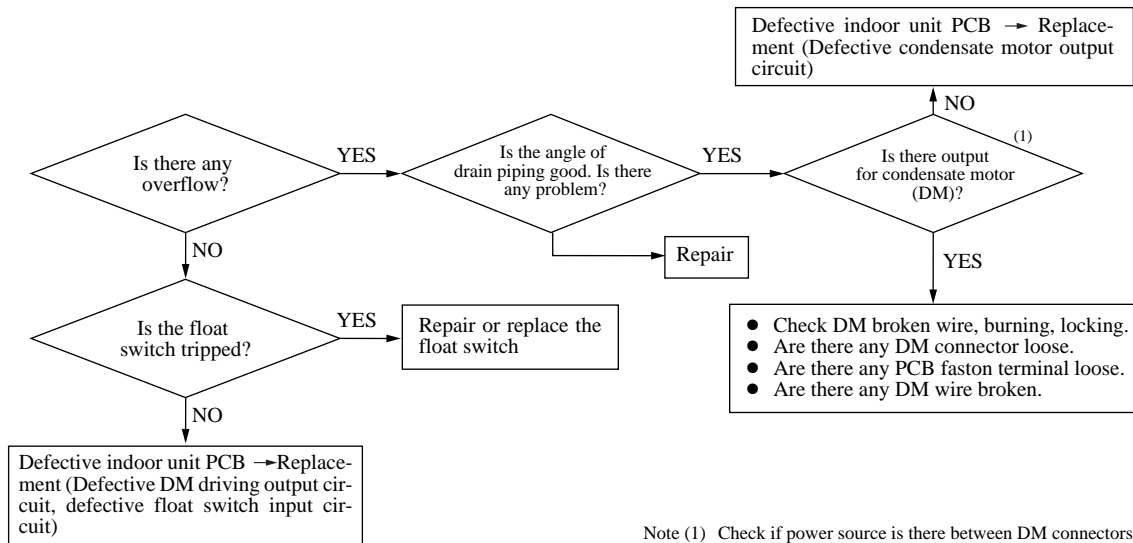 Defective indoor unit PCB → Replace-
ment (Defective condensate motor output
circuit)
NO
(1)
Is there any
overflow?
YES
Is the angle of
drain piping good. Is there
any problem?
YES
Is there output
for condensate motor
(DM)?
NO
Repair
YES
Is the float
switch tripped?
YES
Repair or replace the
float switch
● Check DM broken wire, burning, locking.
● Are there any DM connector loose.
● Are there any PCB faston terminal loose.
● Are there any DM wire broken.
NO
Defective indoor unit PCB →Replace-
ment (Defective DM driving output cir-
cuit, defective float switch input cir-
cuit)
Note (1) Check if power source is there between DM connectors